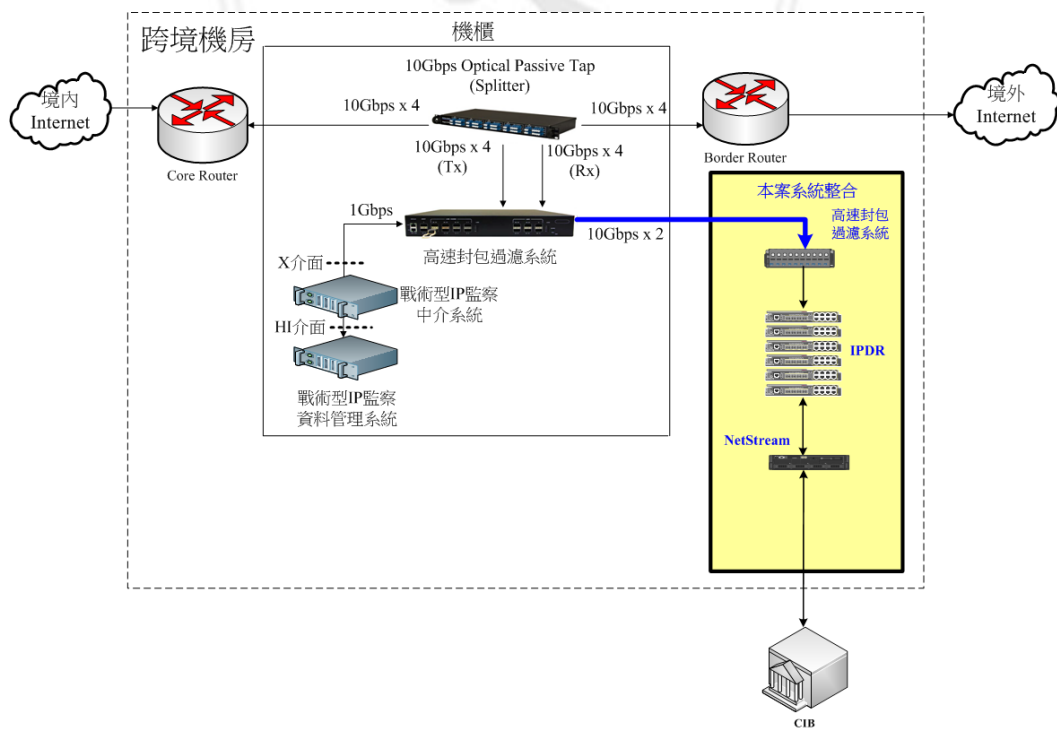 跨境機房
機櫃
10Gbps Optical Passive Tap
(Splitter)
境內
Internet
10Gbps x 4
10Gbps x 4
境外
Internet
Core Router
10Gbps x 4
(Tx)
10Gbps x 4
(Rx)
Border Router
本案系統整合
1Gbps
高速封包
過濾系統
10Gbps x 2
高速封包過濾系統
X介面
戰術型IP監察
中介系統
HI介面
IPDR
戰術型IP監察
資料管理系統
NetStream
CIB